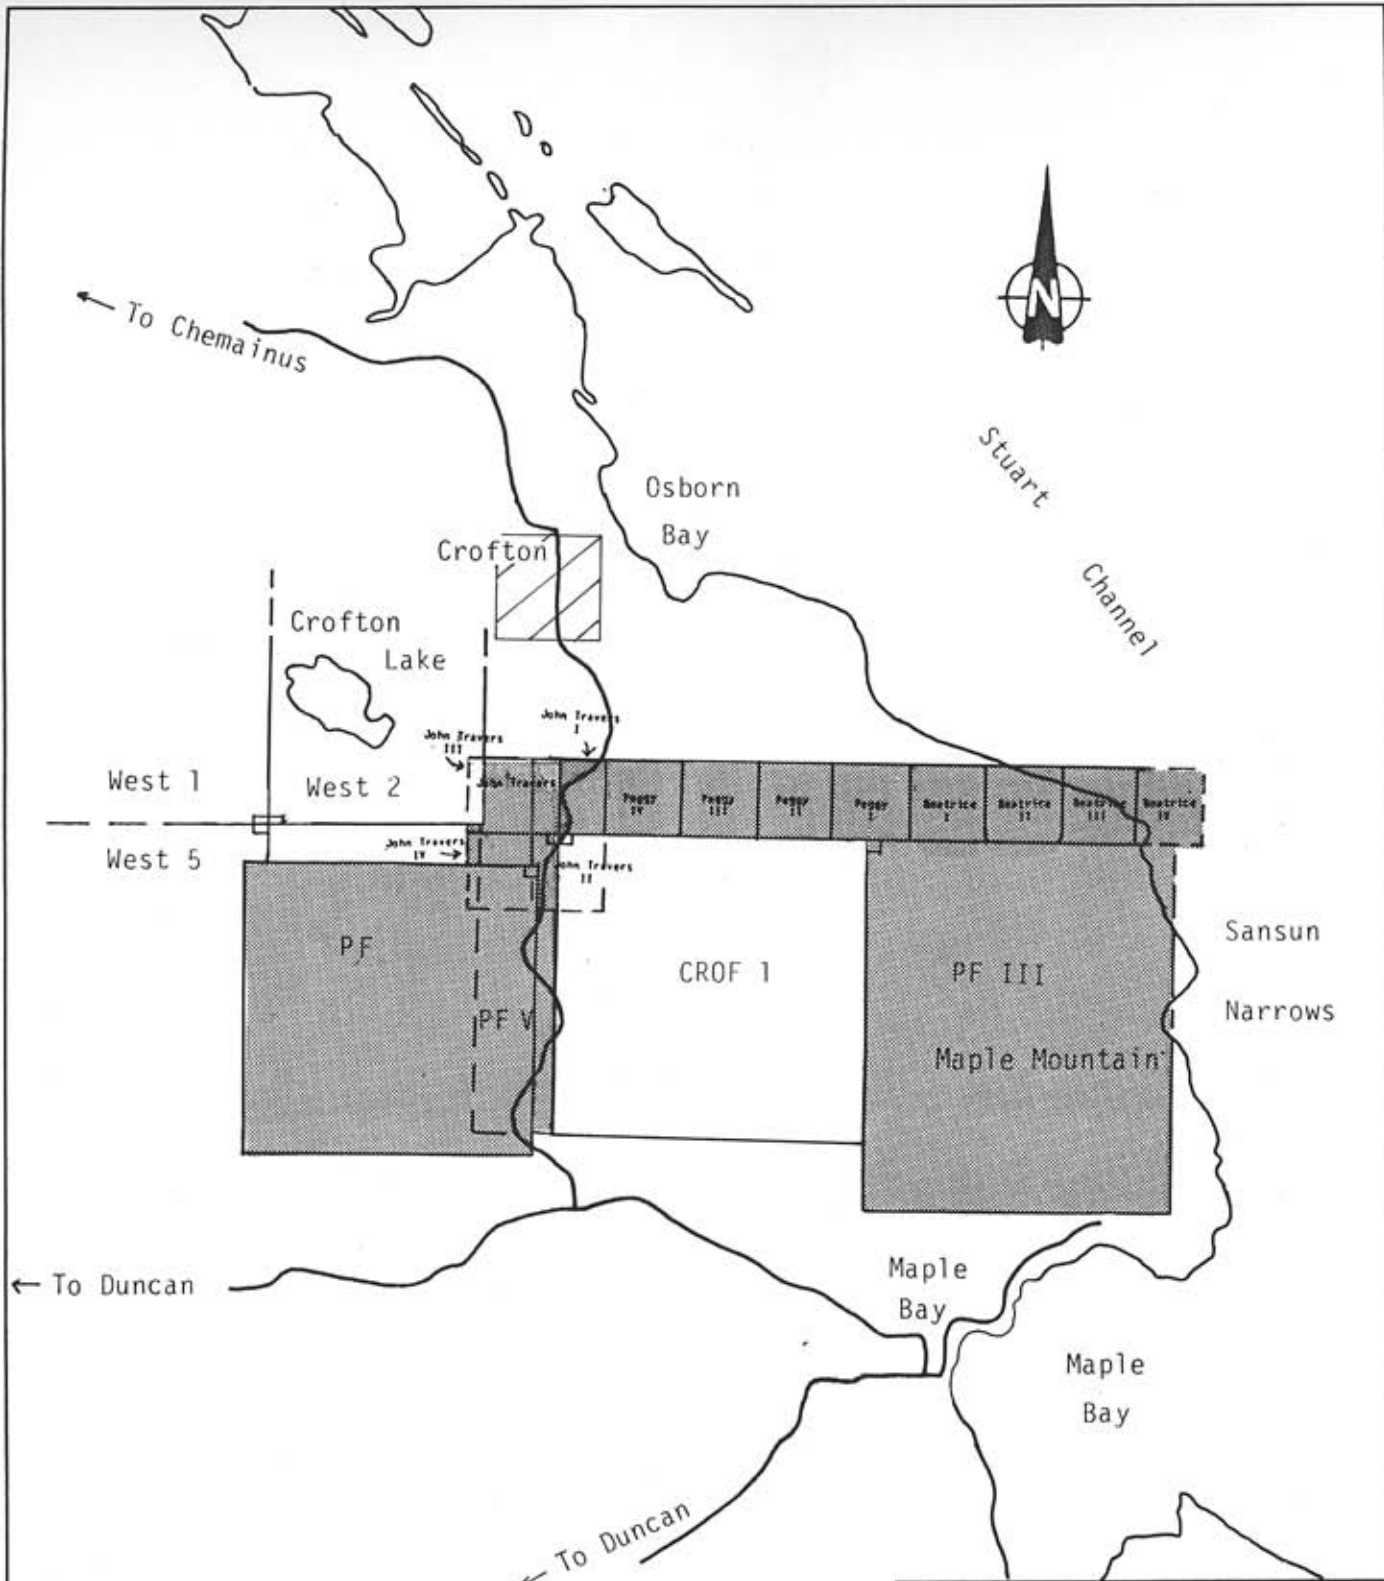 N
To Chemainus
Stuart
Channel
Osborn
Bay
Crofton
Crofton
Lake
John Travers
I
John Travers
III
West 1
West 2
John Travers
Peggy
IV
Peggy
III
Peggy
II
Peggy
I
Beatrice
I
Beatrice
II
Beatrice
III
Beatrice
IV
West 5
John Travers
IV
John Travers
II
PF
CROF 1
PF III
Sansun
Narrows
PF V
Maple Mountain
To Duncan
Maple
Bay
Maple
Bay
To Duncan